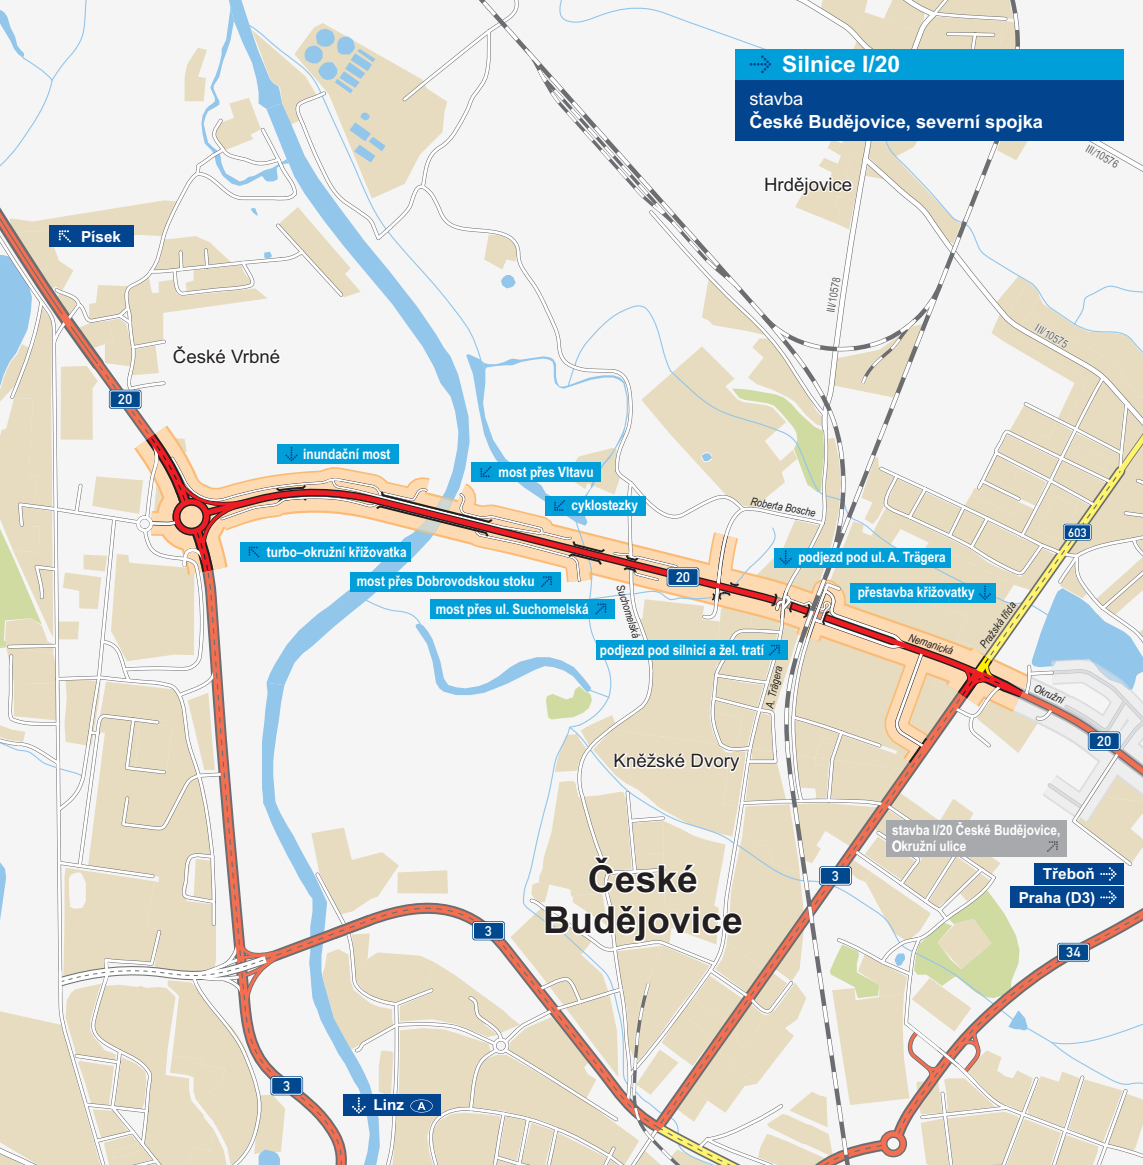 Silnice I/20
stavba
České Budějovice, severní spojka
III/10576
Hrdějovice
Písek
III/10578
III/10575
České Vrbné
20
inundační most
most přes Vltavu
cyklostezky
Roberta Bosche
603
turbo–okružní křižovatka
podjezd pod ul. A. Trägera
most přes Dobrovodskou stoku
20
přestavba křižovatky
most přes ul. Suchomelská
Suchomelská
Pražská třída
podjezd pod silnicí a žel. tratí
Nemanická
A. Trägera
Okružní
20
Kněžské Dvory
stavba I/20 České Budějovice,
Okružní ulice
České
Budějovice
3
Třeboň
Praha (D3)
3
34
3
Linz A